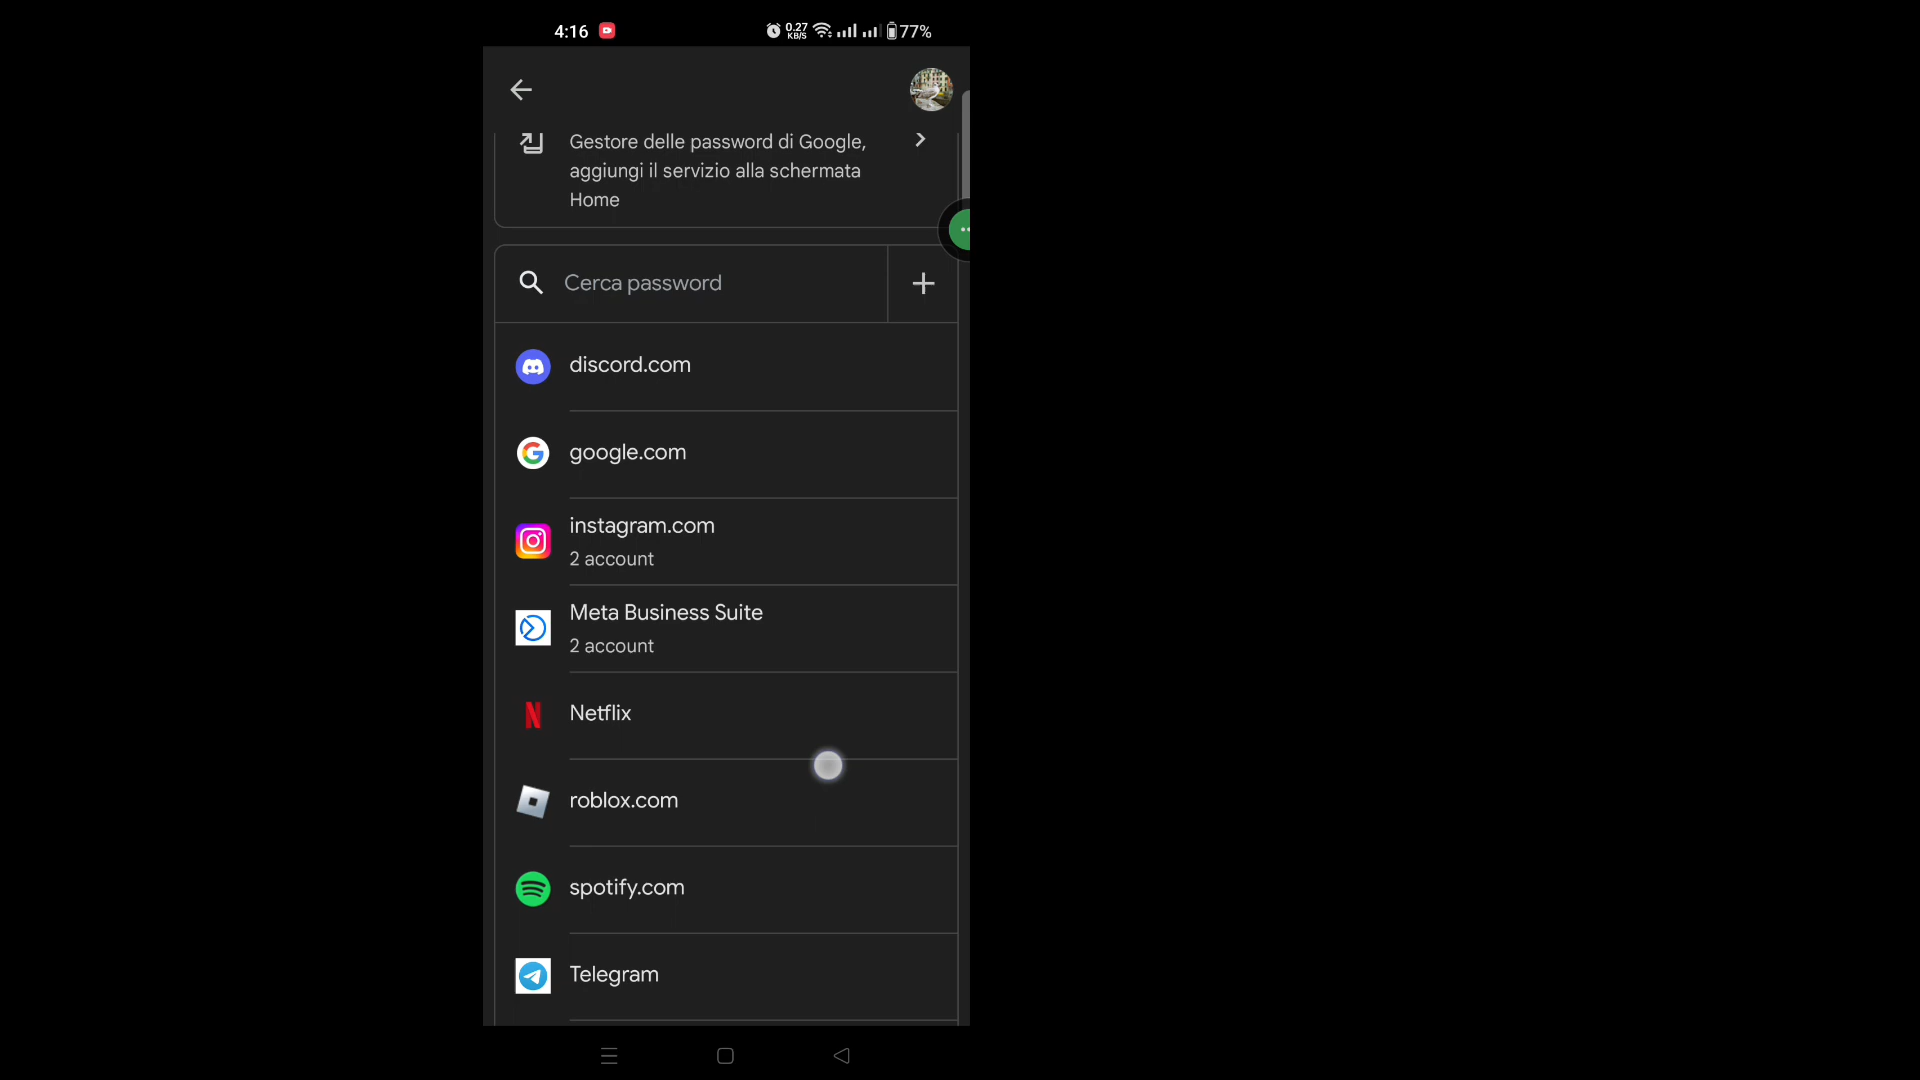 4:16
0.27 KB/S
77%
Gestore delle password di Google,
aggiungi il servizio alla schermata
Home
Cerca password
discord.com
google.com
instagram.com
2 account
Meta Business Suite
2 account
Netflix
roblox.com
spotify.com
Telegram